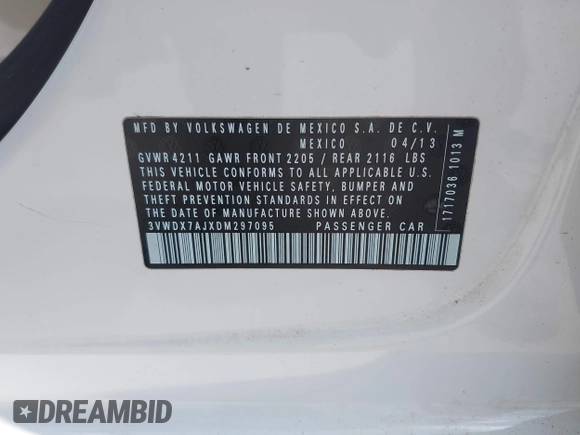 MFD BY VOLKSWAGEN DE MEXICO S.A. DE C.V.
MEXICO 04/13
GVWR 4211 GAWR FRONT 2205 / REAR 2116 LBS
THIS VEHICLE CONFORMS TO ALL APPLICABLE U.S.
FEDERAL MOTOR VEHICLE SAFETY, BUMPER AND
THEFT PREVENTION STANDARDS IN EFFECT ON
THE DATE OF MANUFACTURE SHOWN ABOVE.
3VWDX7AJXDM297095 PASSENGER CAR
1717036 1013 M
DREAMBID